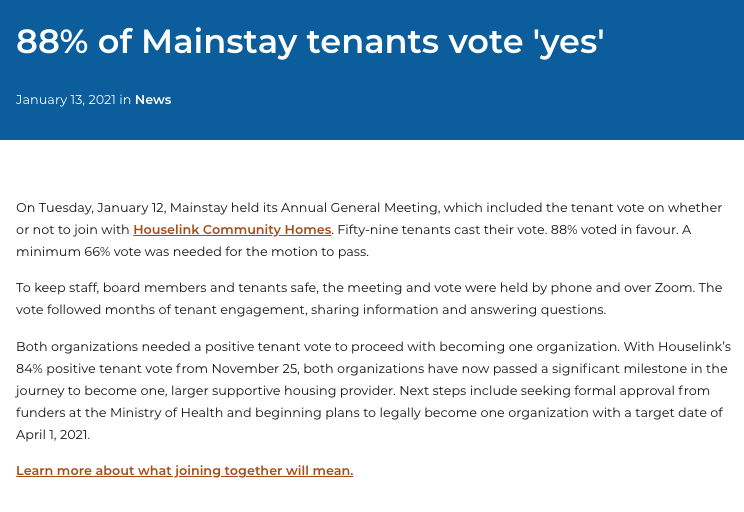 88% of Mainstay tenants vote 'yes'
January 13, 2021 in News
On Tuesday, January 12, Mainstay held its Annual General Meeting, which included the tenant vote on whether
or not to join with Houselink Community Homes. Fifty-nine tenants cast their vote. 88% voted in favour. A
minimum 66% vote was needed for the motion to pass.
To keep staff, board members and tenants safe, the meeting and vote were held by phone and over Zoom. The
vote followed months of tenant engagement, sharing information and answering questions.
Both organizations needed a positive tenant vote to proceed with becoming one organization. With Houselink’s
84% positive tenant vote from November 25, both organizations have now passed a significant milestone in the
journey to become one, larger supportive housing provider. Next steps include seeking formal approval from
funders at the Ministry of Health and beginning plans to legally become one organization with a target date of
April 1, 2021.
Learn more about what joining together will mean.